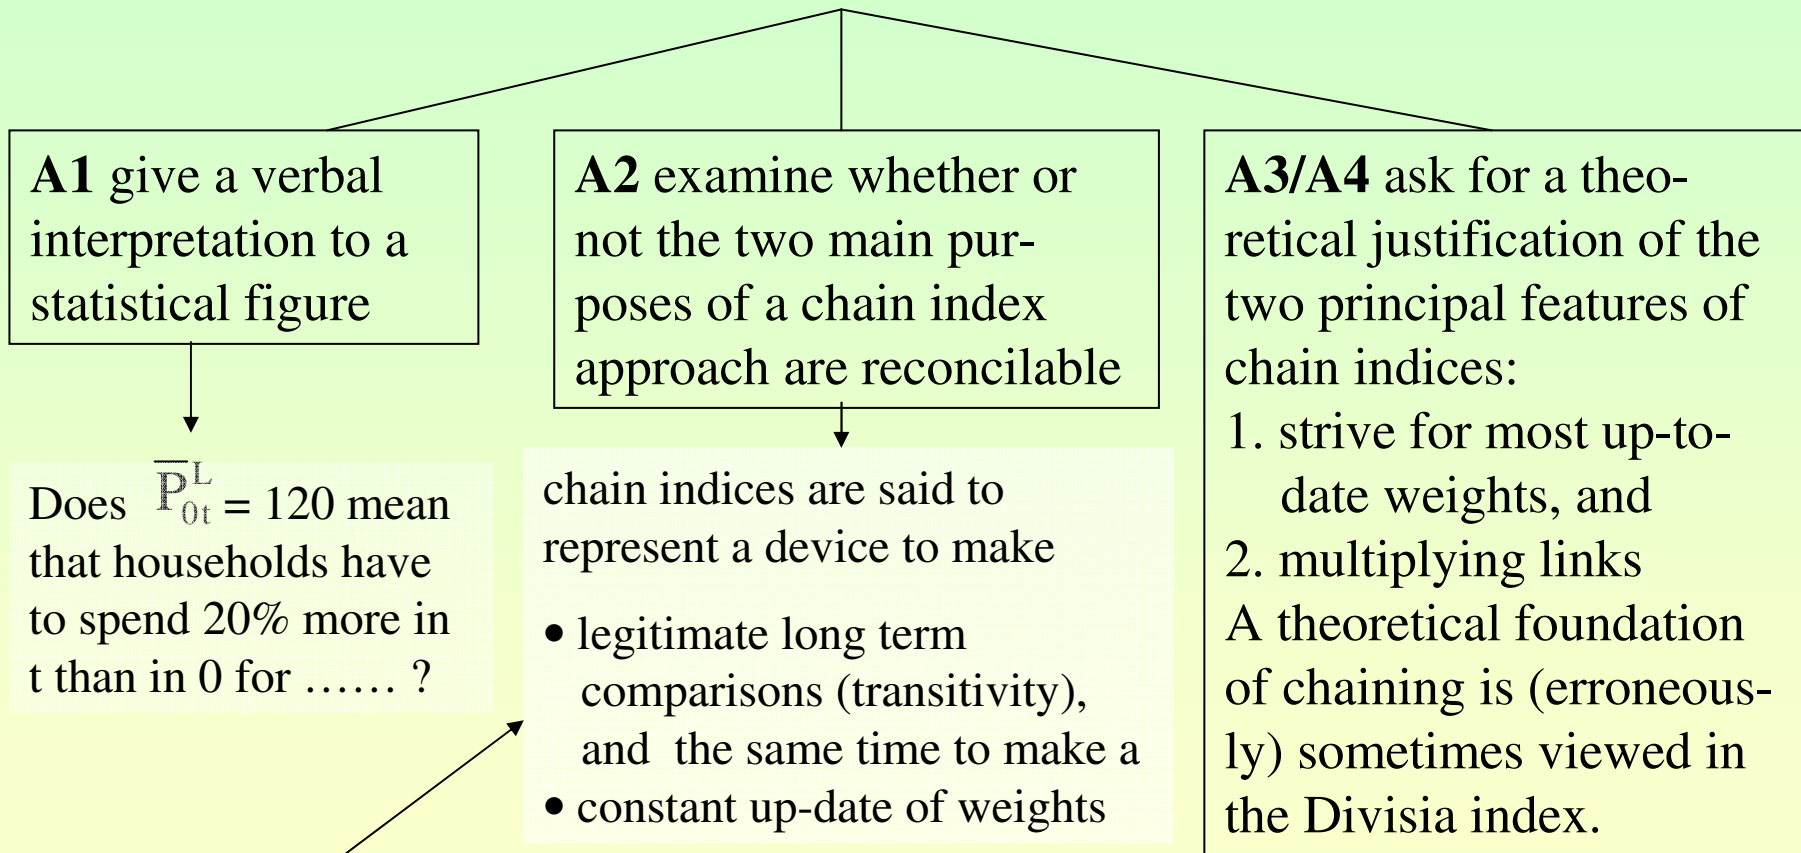 A1 give a verbal
interpretation to a
statistical figure
Does P̅ᴸ₀ₜ = 120 mean
that households have
to spend 20% more in
t than in 0 for …… ?
A2 examine whether or
not the two main pur-
poses of a chain index
approach are reconcilable
chain indices are said to
represent a device to make
• legitimate long term
comparisons (transitivity),
and the same time to make a
• constant up-date of weights
A3/A4 ask for a theo-
retical justification of the
two principal features of
chain indices:
1. strive for most up-to-
date weights, and
2. multiplying links
A theoretical foundation
of chaining is (erroneous-
ly) sometimes viewed in
the Divisia index.